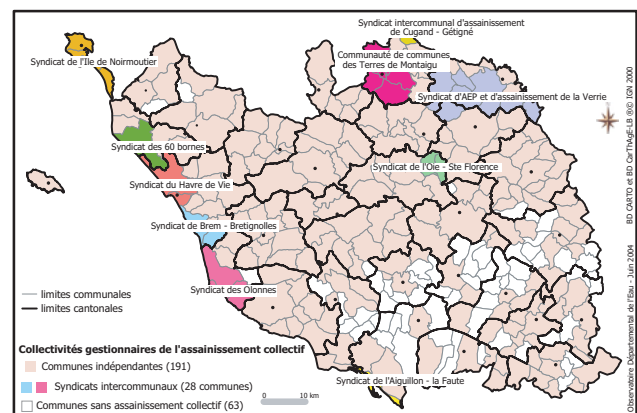 Syndicat intercommunal d'assainissement
de Cugand - Gétigné
Syndicat de l'Ile de Noirmoutier
Communauté de communes
des Terres de Montaigu
Syndicat d'AEP et d'assainissement de la Verrie
Syndicat des 60 bornes
Syndicat de l'Oie - Ste Florence
Syndicat du Havre de Vie
Syndicat de Brem - Bretignolles
Syndicat des Olonnes
limites communales
limites cantonales
Collectivités gestionnaires de l'assainissement collectif
Communes indépendantes (191)
Syndicats intercommunaux (28 communes)
Communes sans assainissement collectif (63)
Syndicat de l'Aiguillon - la Faute
0 10 km
Observatoire Départemental de l'Eau - Juin 2004
BD CARTO et BD CarTHAgE-LB ®© IGN 2000